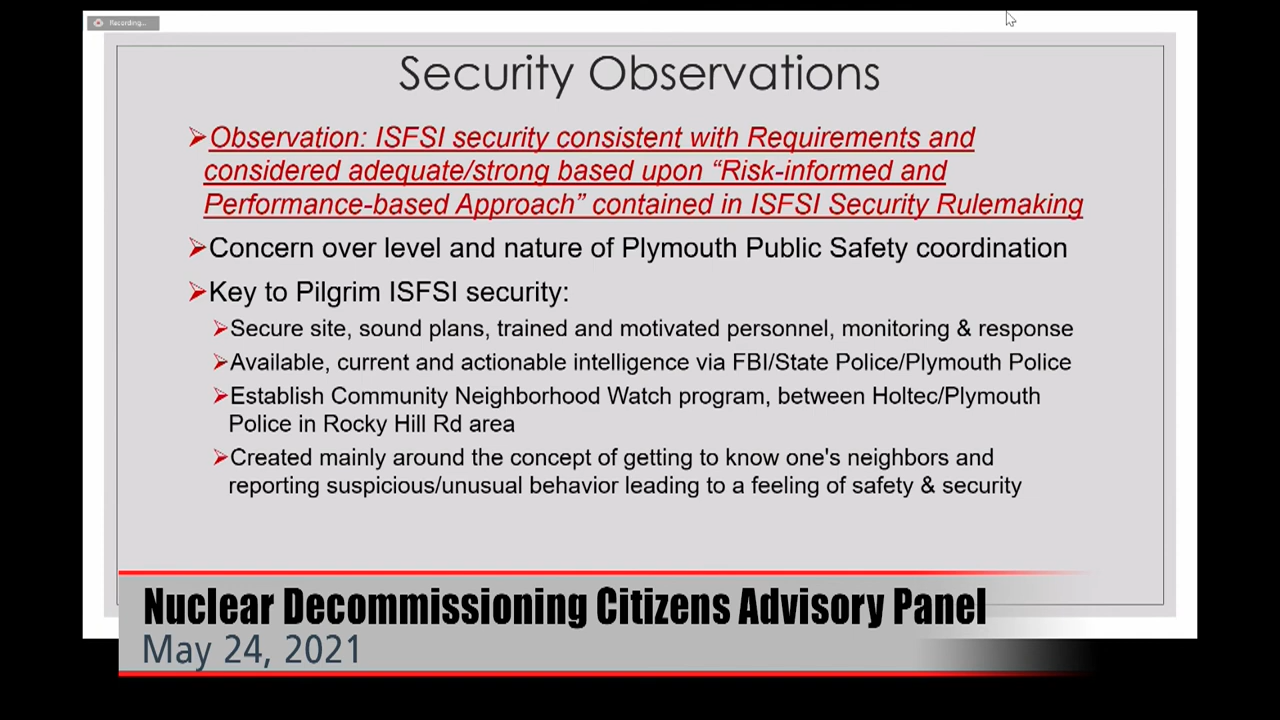 Recording...
Security Observations
Observation: ISFSI security consistent with Requirements and
considered adequate/strong based upon “Risk-informed and
Performance-based Approach” contained in ISFSI Security Rulemaking
Concern over level and nature of Plymouth Public Safety coordination
Key to Pilgrim ISFSI security:
Secure site, sound plans, trained and motivated personnel, monitoring & response
Available, current and actionable intelligence via FBI/State Police/Plymouth Police
Establish Community Neighborhood Watch program, between Holtec/Plymouth
Police in Rocky Hill Rd area
Created mainly around the concept of getting to know one's neighbors and
reporting suspicious/unusual behavior leading to a feeling of safety & security
Nuclear Decommissioning Citizens Advisory Panel
May 24, 2021